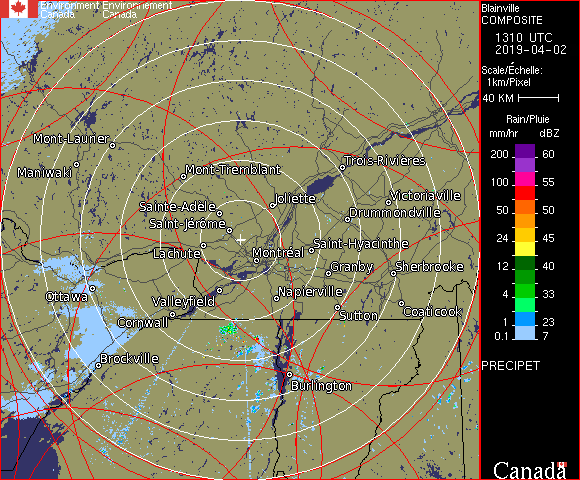 Environment Environnement
Canada Canada
Mont-Laurier
Maniwaki
Mont-Tremblant
Trois-Rivières
Joliette
Victoriaville
Sainte-Adèle
Drummondville
Saint-Jérôme
Saint-Hyacinthe
Lachute
Montréal
Granby
Sherbrooke
Ottawa
Valleyfield
Napierville
Cornwall
Sutton
Coaticook
Brockville
Burlington
Blainville
COMPOSITE
1310 UTC
2019-04-02
Scale/Échelle:
1km/Pixel
40 KM
Rain/Pluie
mm/hr dBZ
200 60
100 55
50 50
24 45
12 40
4 33
1 23
0.1 7
PRECIPET
Canada